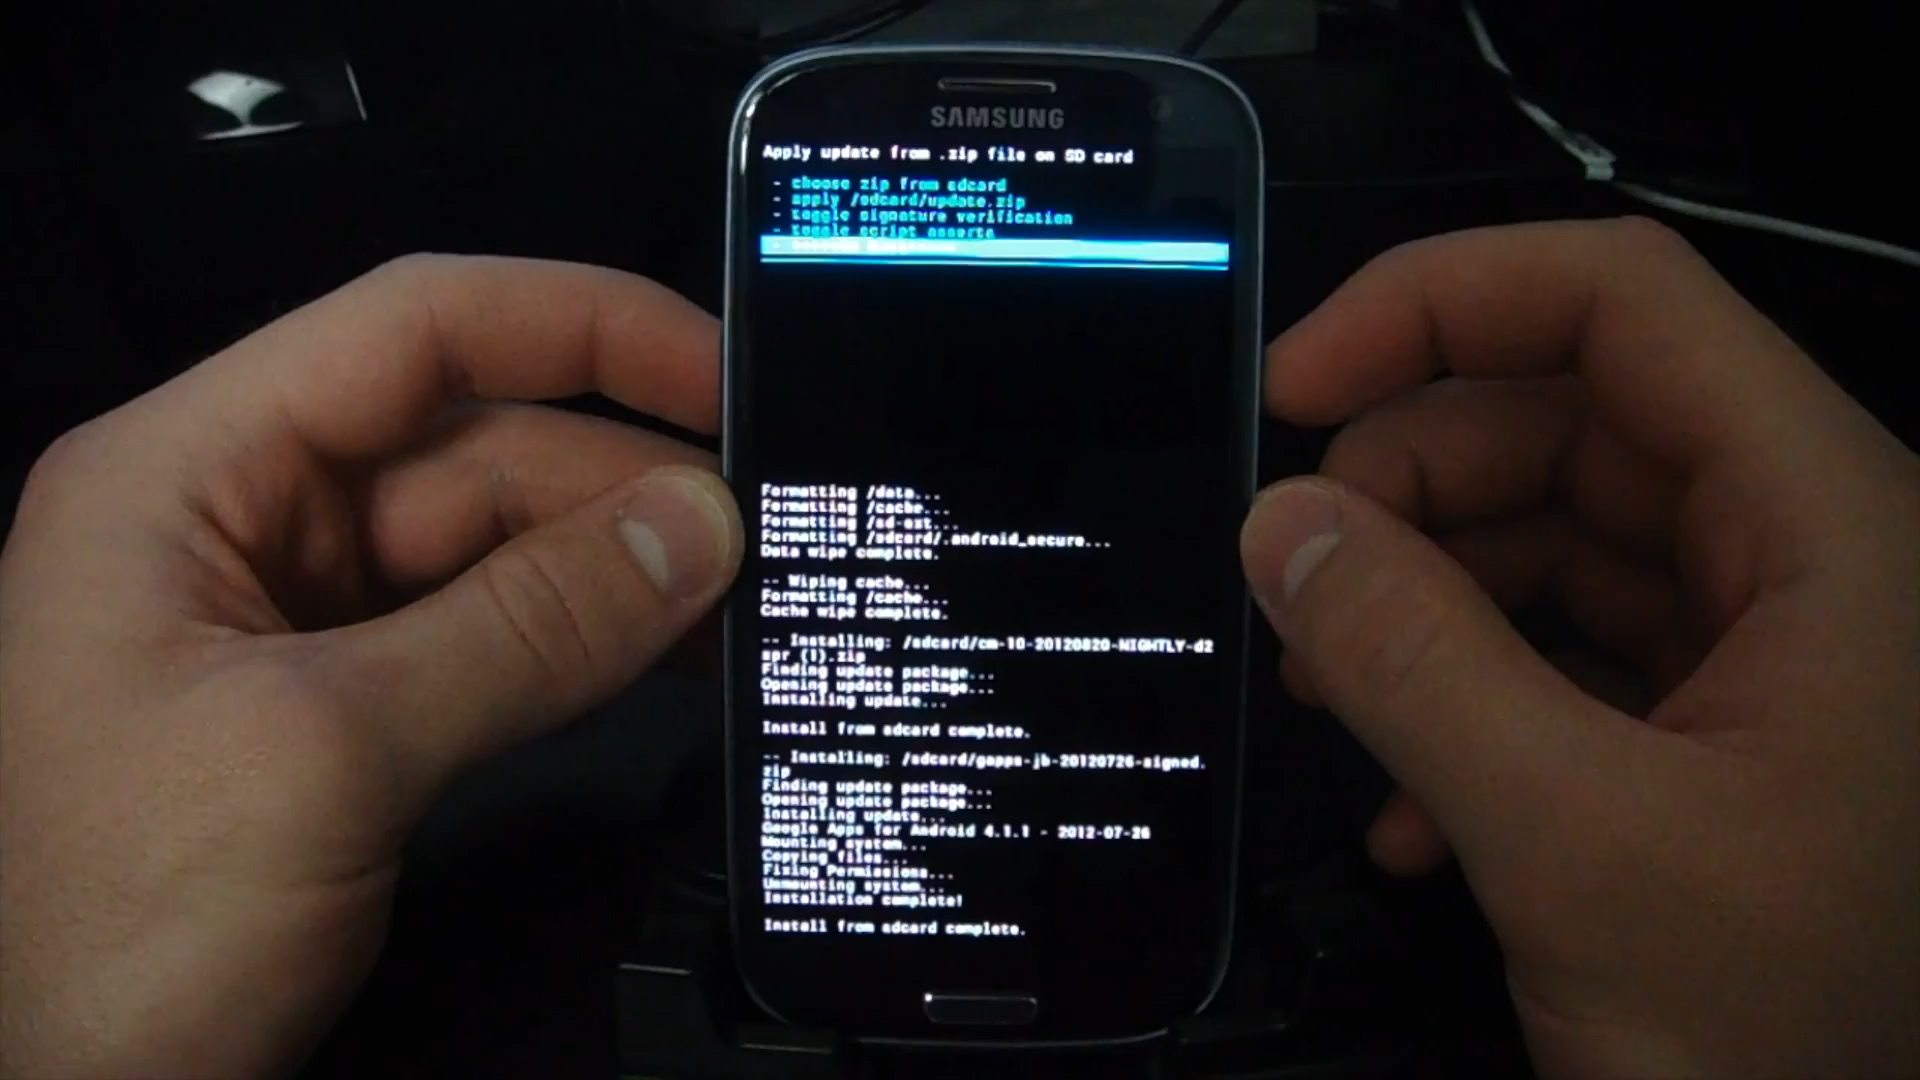 SAMSUNG
Apply update from .zip file on SD card
- choose zip from sdcard
- apply /sdcard/update.zip
- toggle signature verification
- toggle script asserts
Formatting /data...
Formatting /cache...
Formatting /sd-ext...
Formatting /sdcard/.android_secure...
Data wipe complete.
-- Wiping cache...
Formatting /cache...
Cache wipe complete.
-- Installing: /sdcard/cm-10-20120820-NIGHTLY-d2
spr (1).zip
Finding update package...
Opening update package...
Installing update...
Install from sdcard complete.
-- Installing: /sdcard/gapps-jb-20120726-signed.
zip
Finding update package...
Opening update package...
Installing update...
Google Apps for Android 4.1.1 - 2012-07-26
Mounting system...
Copying files...
Fixing Permissions...
Unmounting system...
Installation complete!
Install from sdcard complete.